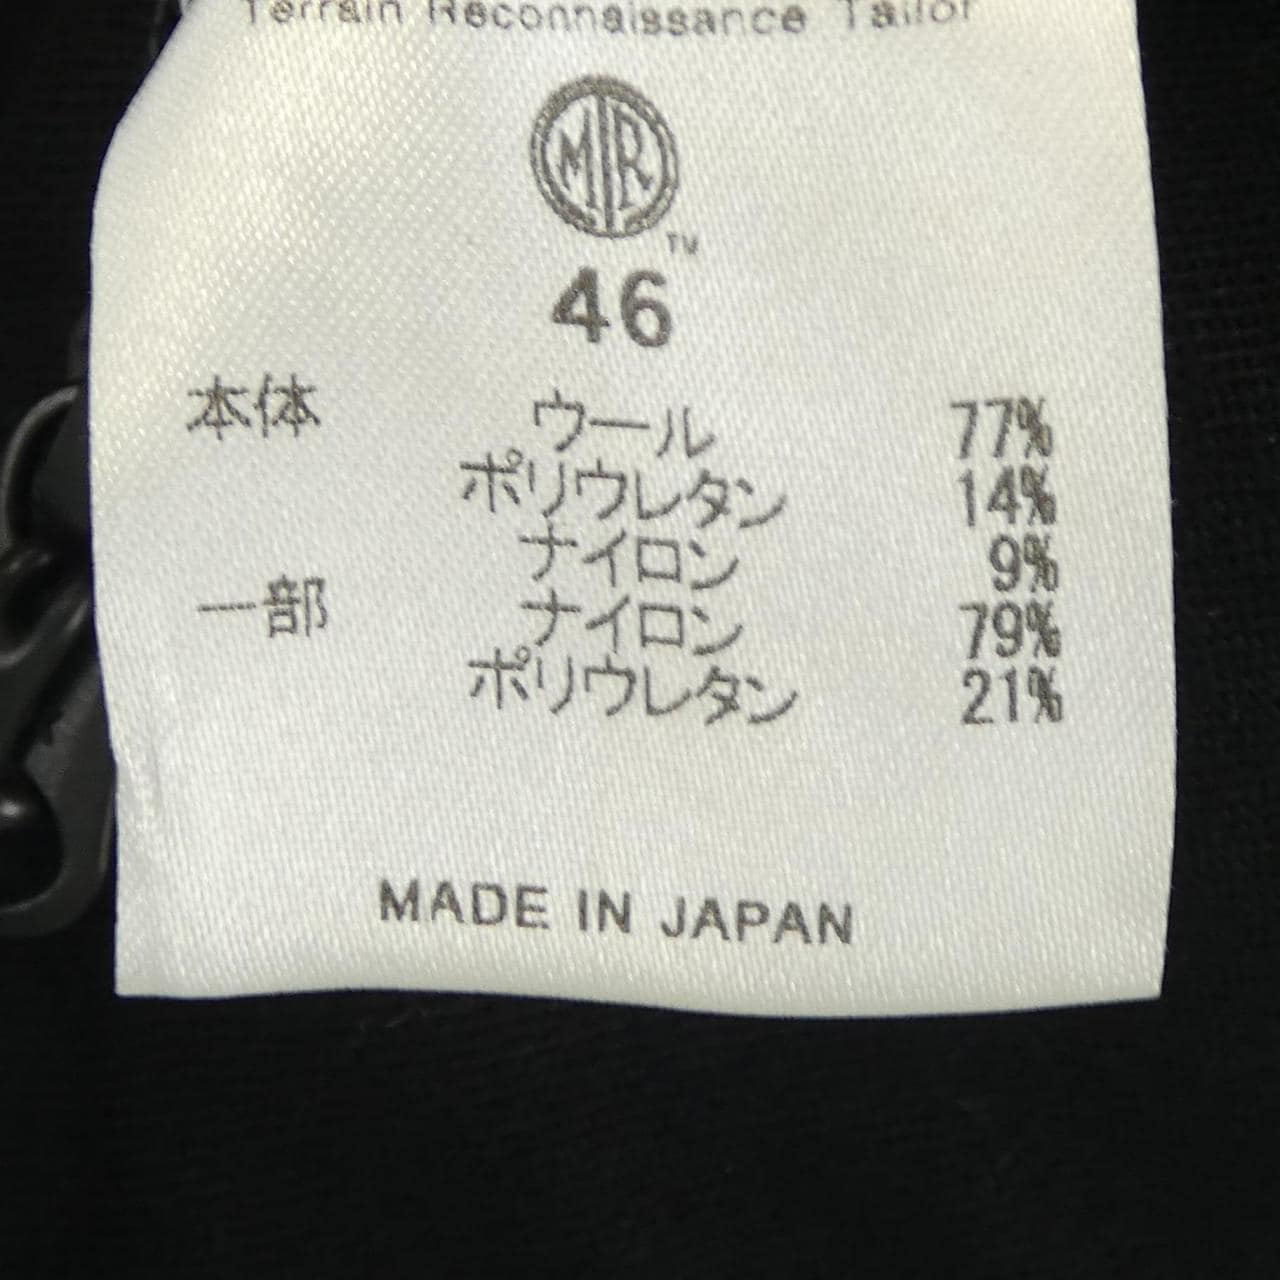 Terrain Reconnaissance Tailor
MTR
TM
46
本体 ウール 77%
ポリウレタン 14%
ナイロン 9%
一部 ナイロン 79%
ポリウレタン 21%
MADE IN JAPAN